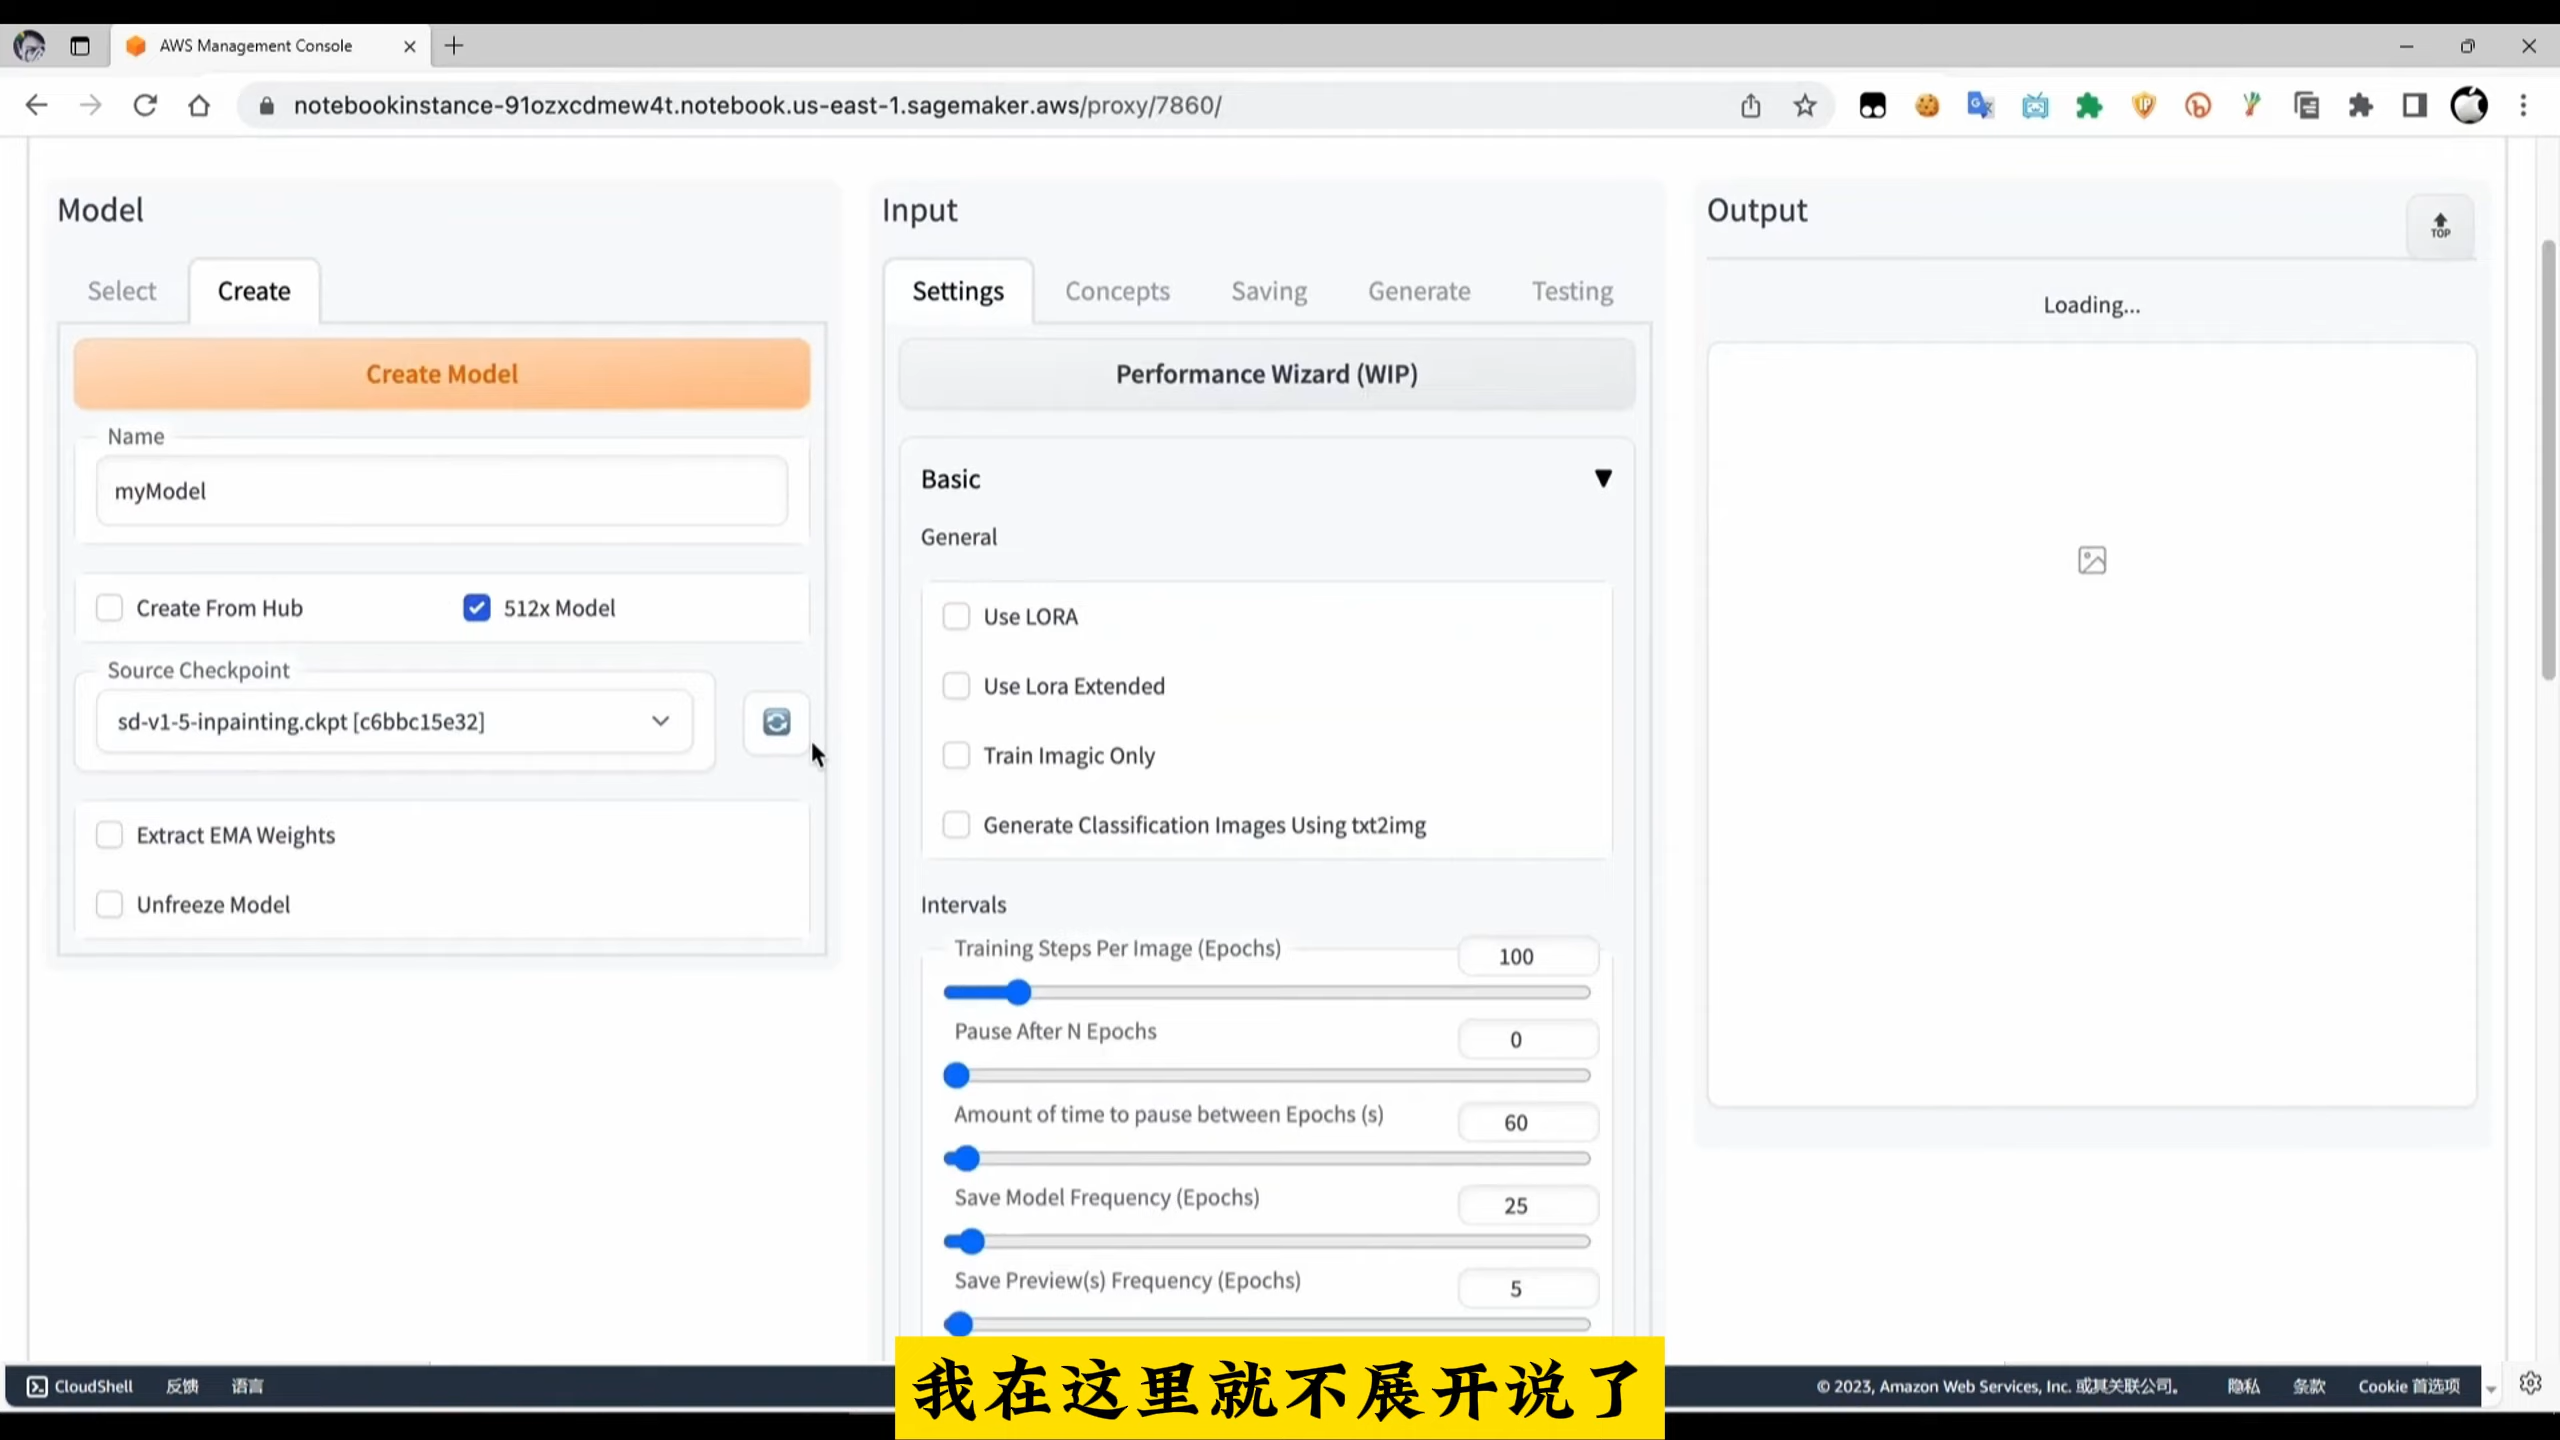 AWS Management Console
notebookinstance-91ozxcdmew4t.notebook.us-east-1.sagemaker.aws/proxy/7860/
Model
Select
Create
Create Model
Name
myModel
Create From Hub
512x Model
Source Checkpoint
sd-v1-5-inpainting.ckpt [c6bbc15e32]
Extract EMA Weights
Unfreeze Model
Input
Settings
Concepts
Saving
Generate
Testing
Performance Wizard (WIP)
Basic
General
Use LORA
Use Lora Extended
Train Imagic Only
Generate Classification Images Using txt2img
Intervals
Training Steps Per Image (Epochs)
100
Pause After N Epochs
0
Amount of time to pause between Epochs (s)
60
Save Model Frequency (Epochs)
25
Save Preview(s) Frequency (Epochs)
5
Output
TOP
Loading...
CloudShell
反馈
语言
我在这里就不展开说了
© 2023, Amazon Web Services, Inc. 或其关联公司。
隐私
条款
Cookie 首选项